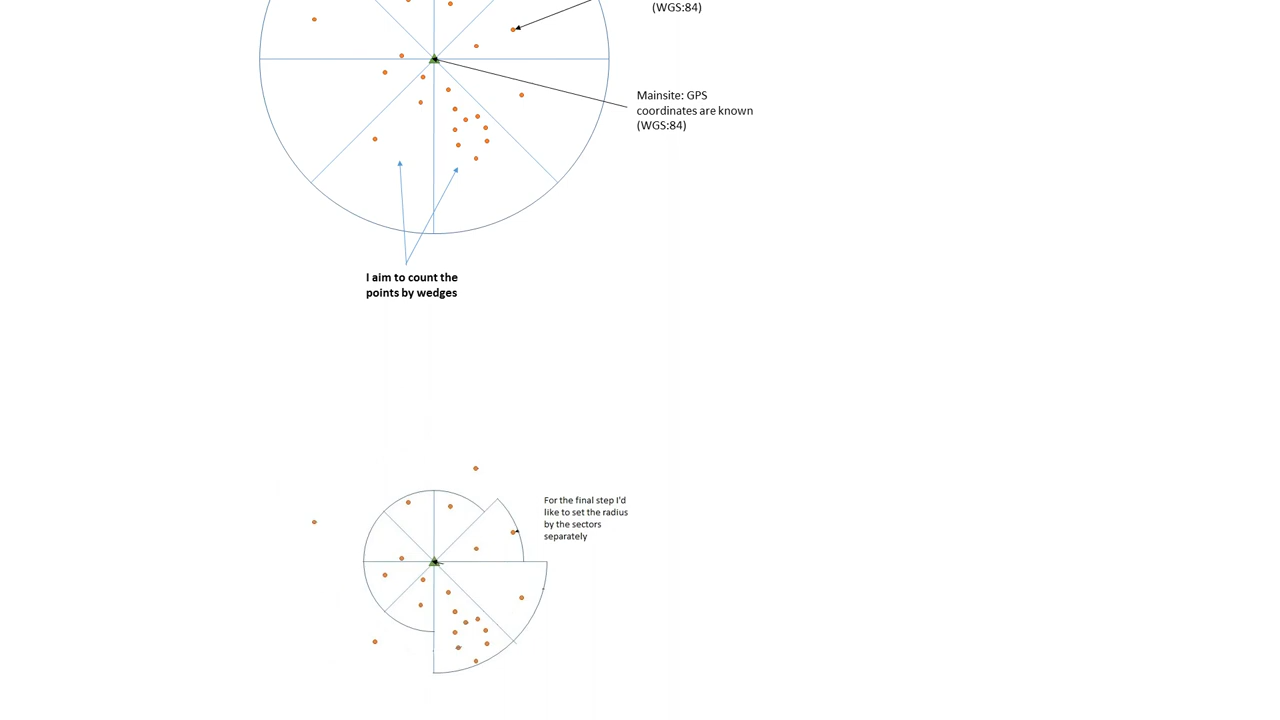 (WGS:84)
Mainsite: GPS
coordinates are known
(WGS:84)
I aim to count the
points by wedges
For the final step I'd
like to set the radius
by the sectors
separately